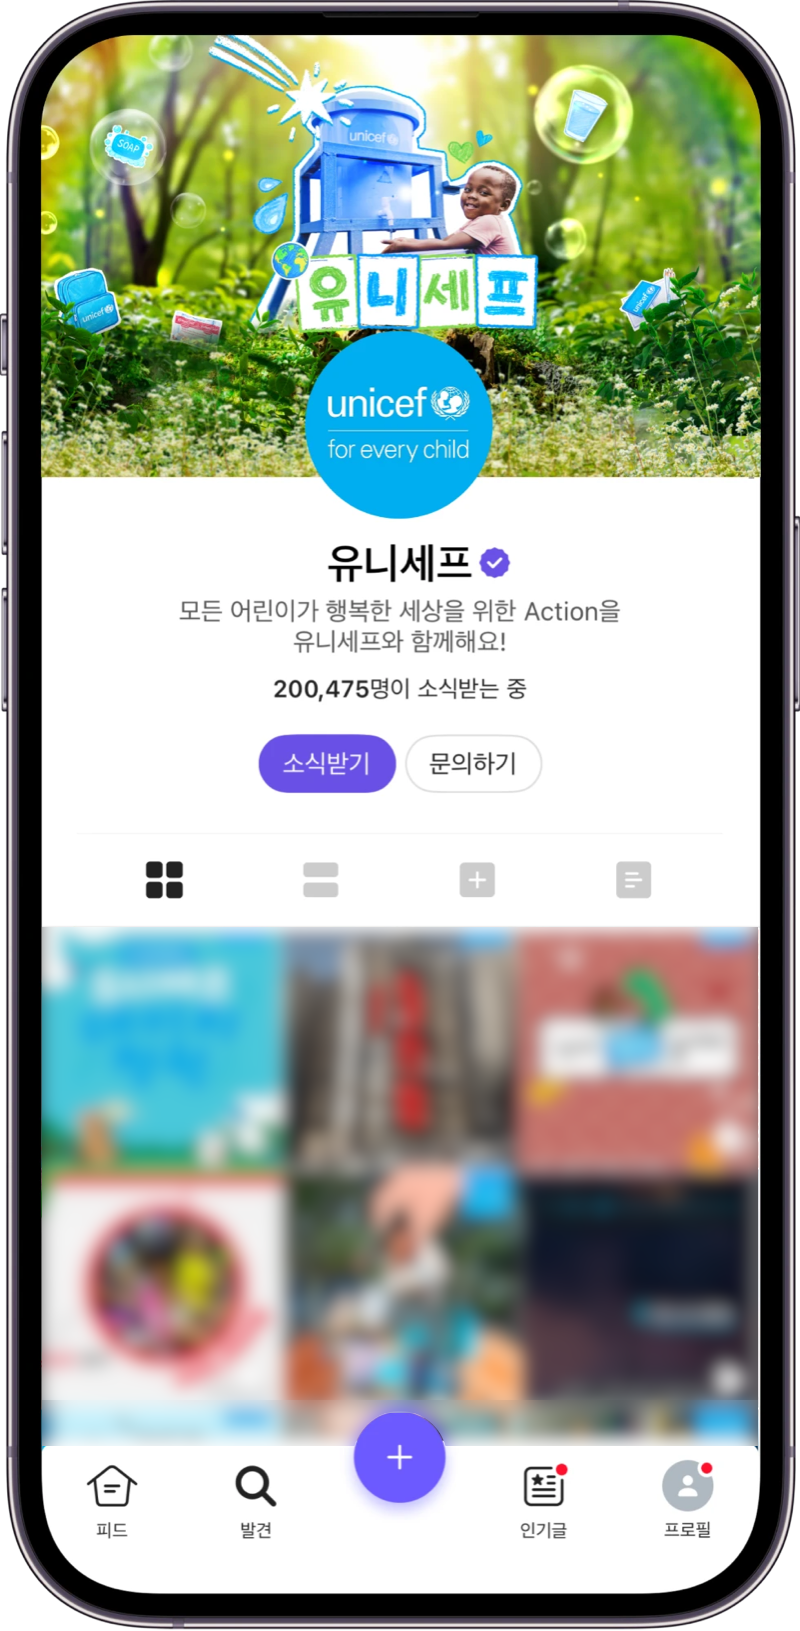 unicef
SOAP
unicef
unicef
유니세프
unicef
for every child
유니세프
모든 어린이가 행복한 세상을 위한 Action을
유니세프와 함께해요!
200,475명이 소식받는 중
소식받기
문의하기
피드
발견
인기글
프로필